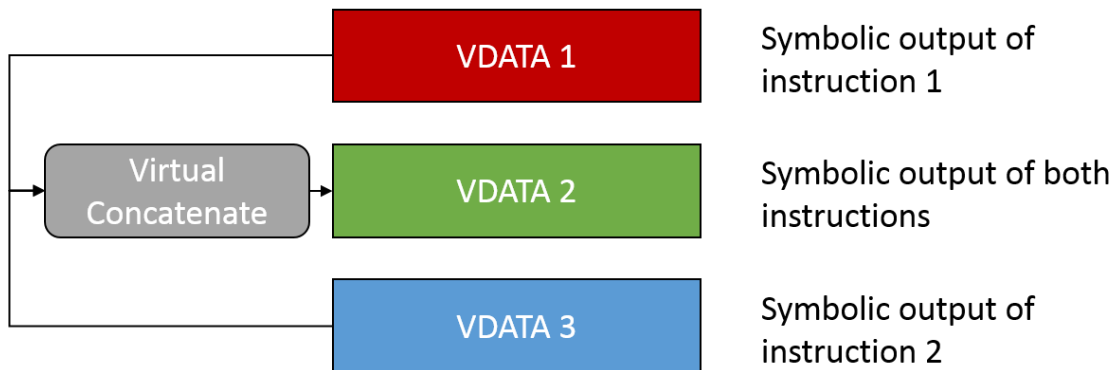 VDATA 1
Symbolic output of
instruction 1
Virtual
Concatenate
VDATA 2
Symbolic output of both
instructions
VDATA 3
Symbolic output of
instruction 2